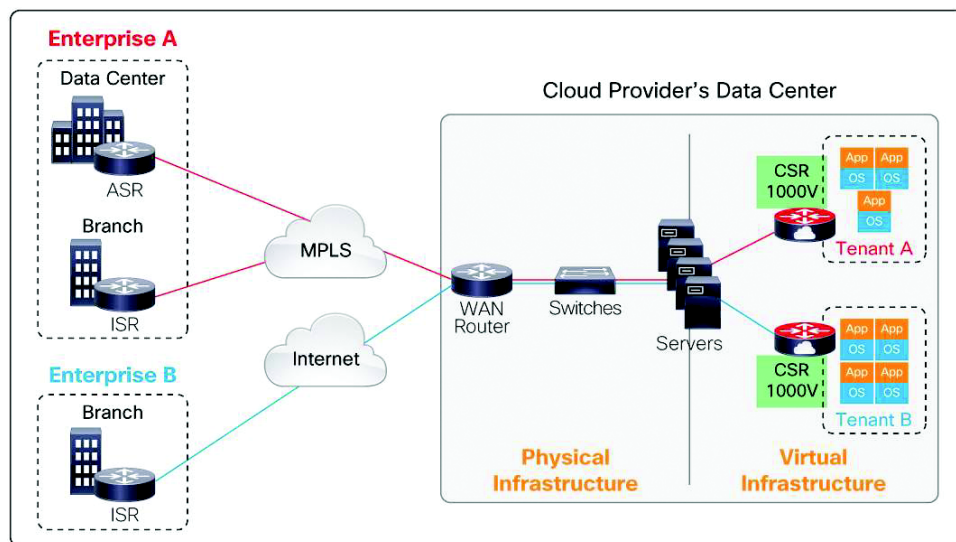 Enterprise A
Data Center
ASR
Branch
ISR
Enterprise B
Branch
ISR
MPLS
Internet
Cloud Provider's Data Center
WAN
Router
Switches
Servers
Physical
Infrastructure
CSR
1000V
App App
OS OS
App
OS
Tenant A
App App
OS OS
App App
OS OS
CSR
1000V
Tenant B
Virtual
Infrastructure